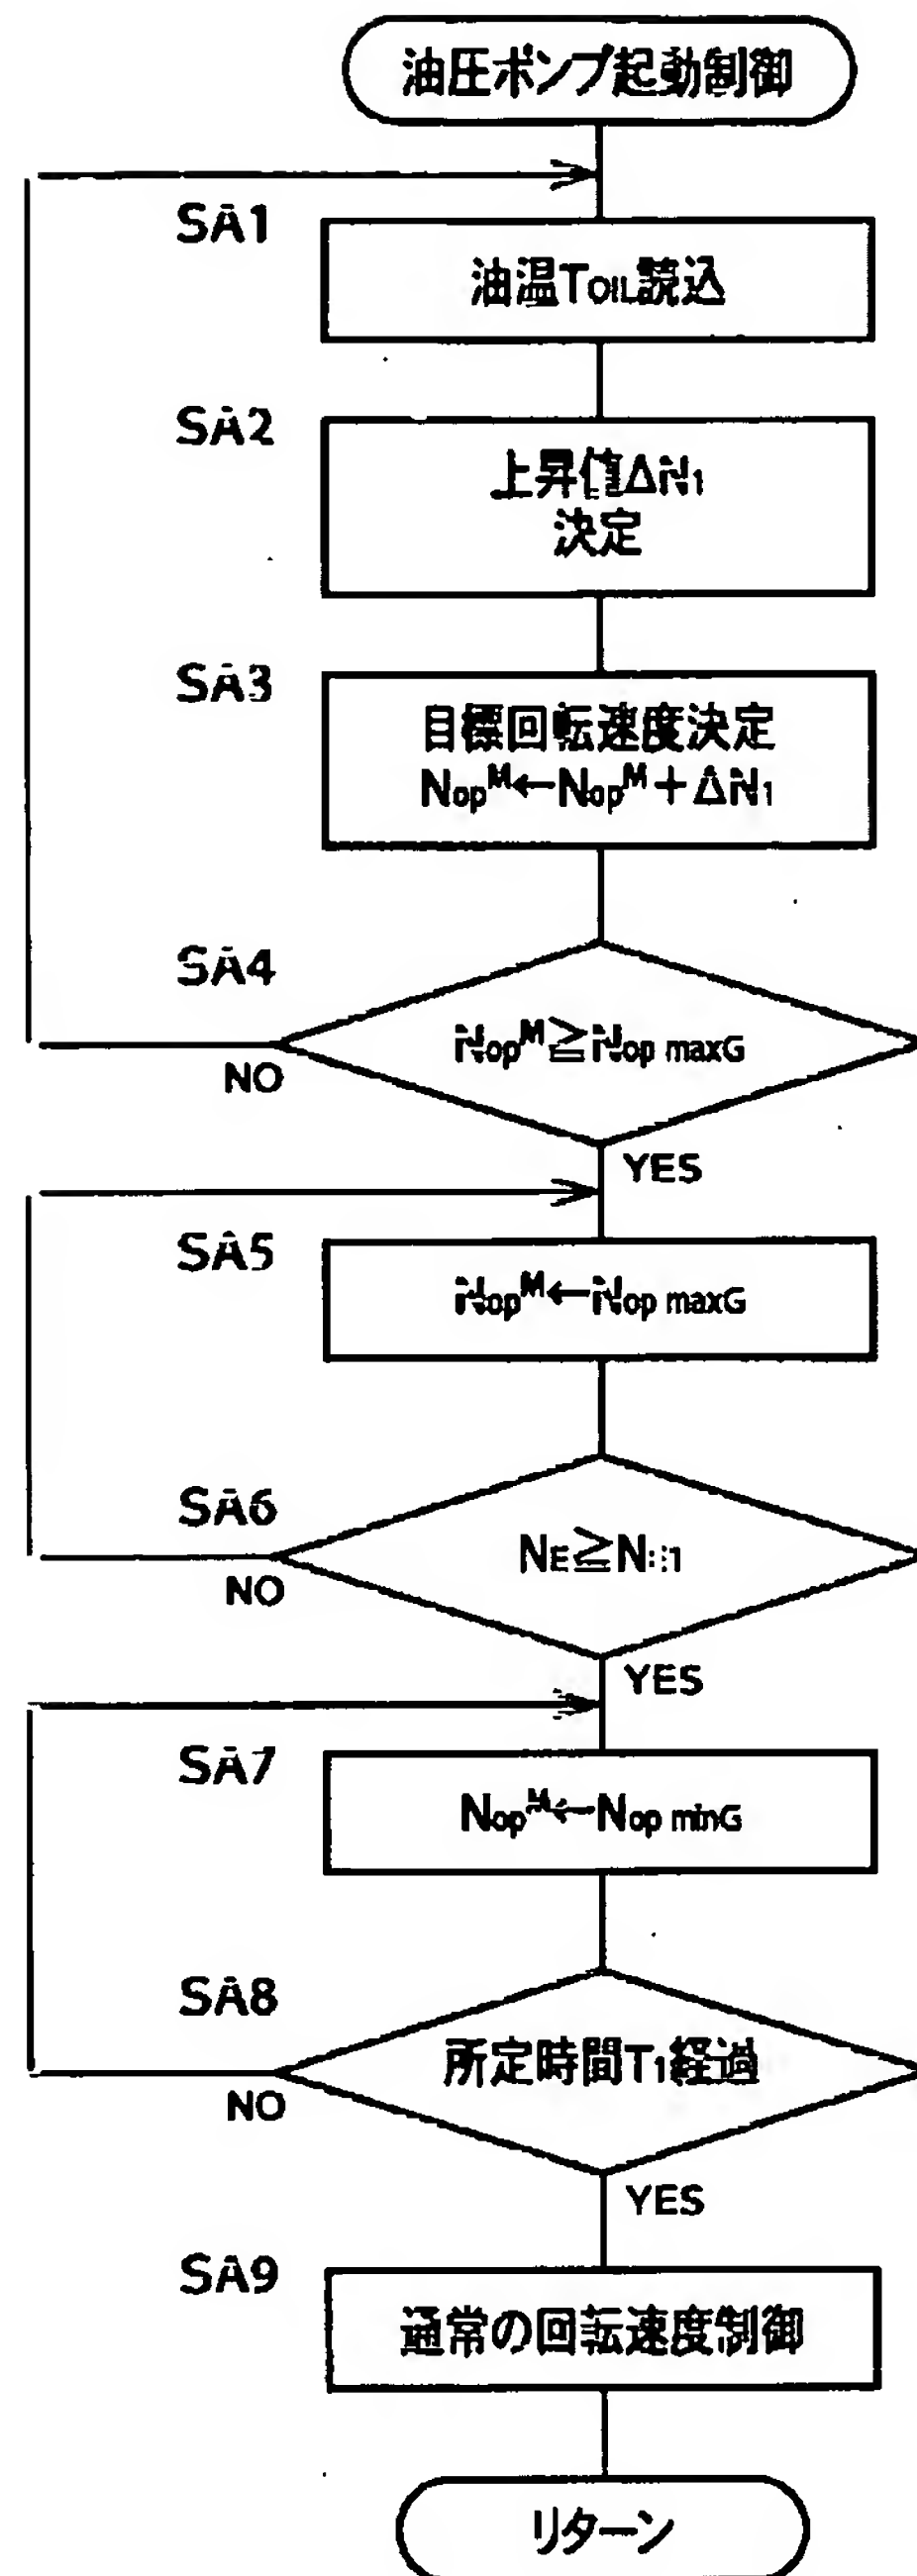 油圧ポンプ起動制御
SA1
油温TOIL読込
SA2
上昇値ΔN1
決定
SA3
目標回転速度決定
NopM←NopM+ΔN1
SA4
NopM≧Nop maxG
NO
YES
SA5
NopM←Nop maxG
SA6
NE≧NE1
NO
YES
SA7
NopM←Nop minG
SA8
所定時間T1経過
NO
YES
SA9
通常の回転速度制御
リターン